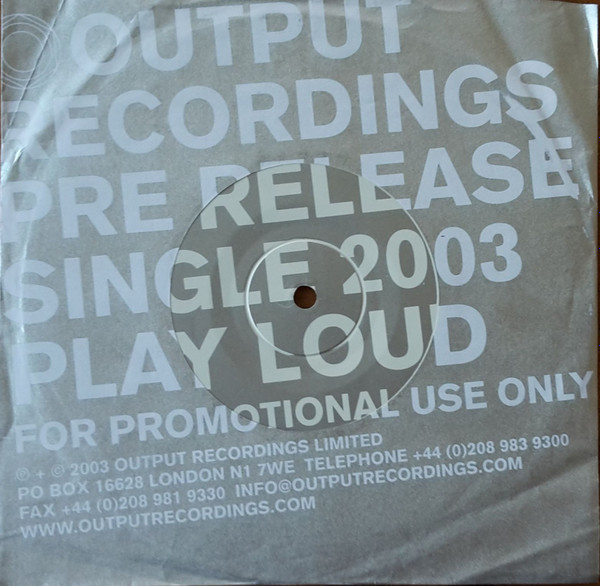 OUTPUT
RECORDINGS
PRE RELEASE
SINGLE 2003
PLAY LOUD
FOR PROMOTIONAL USE ONLY
℗ + © 2003 OUTPUT RECORDINGS LIMITED
PO BOX 16628 LONDON N1 7WE TELEPHONE +44 (0)208 983 9300
FAX +44 (0)208 981 9330 INFO@OUTPUTRECORDINGS.COM
WWW.OUTPUTRECORDINGS.COM